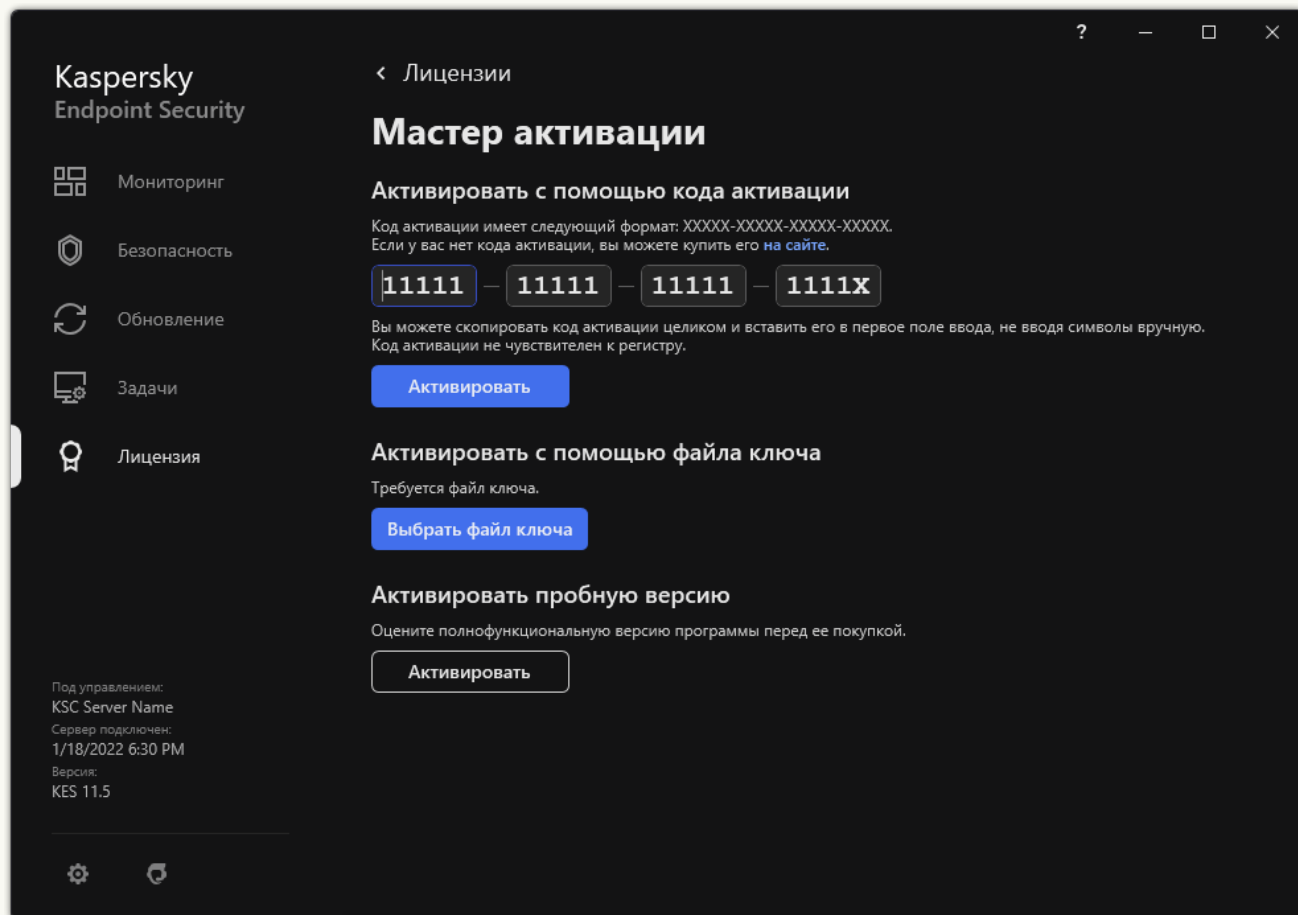 ?
Kaspersky
Endpoint Security
Мониторинг
Безопасность
Обновление
Задачи
Лицензия
Под управлением:
KSC Server Name
Сервер подключен:
1/18/2022 6:30 PM
Версия:
KES 11.5
Лицензии
Мастер активации
Активировать с помощью кода активации
Код активации имеет следующий формат: XXXXX-XXXXX-XXXXX-XXXXX.
Если у вас нет кода активации, вы можете купить его на сайте.
11111 — 11111 — 11111 — 1111X
Вы можете скопировать код активации целиком и вставить его в первое поле ввода, не вводя символы вручную.
Код активации не чувствителен к регистру.
Активировать
Активировать с помощью файла ключа
Требуется файл ключа.
Выбрать файл ключа
Активировать пробную версию
Оцените полнофункциональную версию программы перед ее покупкой.
Активировать